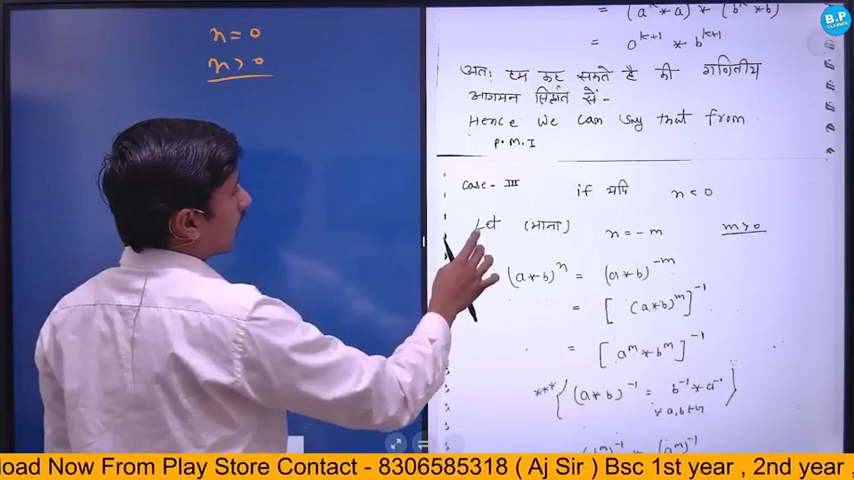 n = 0
n > 0
= (a^k * a) * (b^k * b)
= a^{k+1} * b^{k+1}
अतः हम कह सकते है की गणितीय
आगमन सिद्धांत सें -
Hence we can say that from
P.M.I
Case - III if यदि n < 0
Let (माना) n = -m m > 0
(a*b)^n = (a*b)^{-m}
= [(a*b)^m]^{-1}
= [a^m * b^m]^{-1}
*** { (a*b)^{-1} = b^{-1} * a^{-1} }
∀ a,b ∈ G
B.P
CLASSES
load Now From Play Store Contact - 8306585318 ( Aj Sir ) Bsc 1st year , 2nd year ,